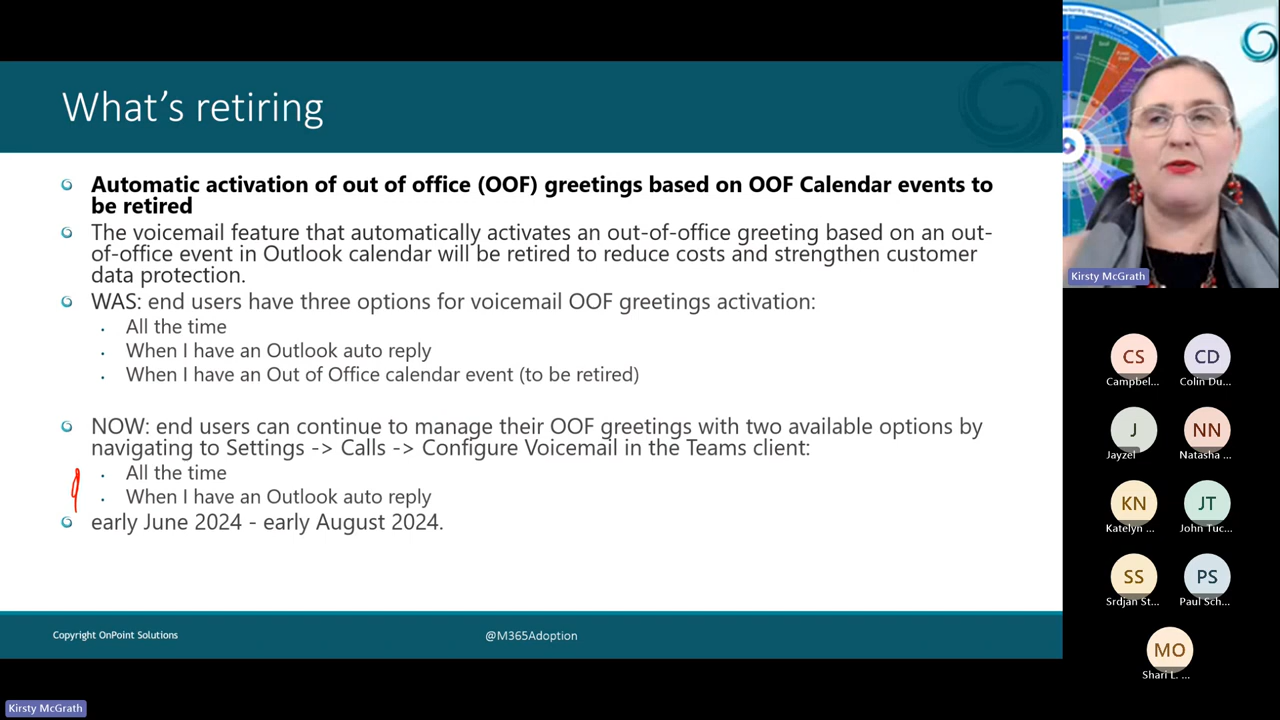 What's retiring
Automatic activation of out of office (OOF) greetings based on OOF Calendar events to
be retired
The voicemail feature that automatically activates an out-of-office greeting based on an out-
of-office event in Outlook calendar will be retired to reduce costs and strengthen customer
data protection.
WAS: end users have three options for voicemail OOF greetings activation:
All the time
When I have an Outlook auto reply
When I have an Out of Office calendar event (to be retired)
NOW: end users can continue to manage their OOF greetings with two available options by
navigating to Settings -> Calls -> Configure Voicemail in the Teams client:
All the time
When I have an Outlook auto reply
early June 2024 - early August 2024.
Copyright OnPoint Solutions
@M365Adoption
Kirsty McGrath
Kirsty McGrath
CS
Campbel...
CD
Colin Du...
J
Jayzel
NN
Natasha ...
KN
Katelyn ...
JT
John Tuc...
SS
Srdjan St...
PS
Paul Sch...
MO
Shari L. ...